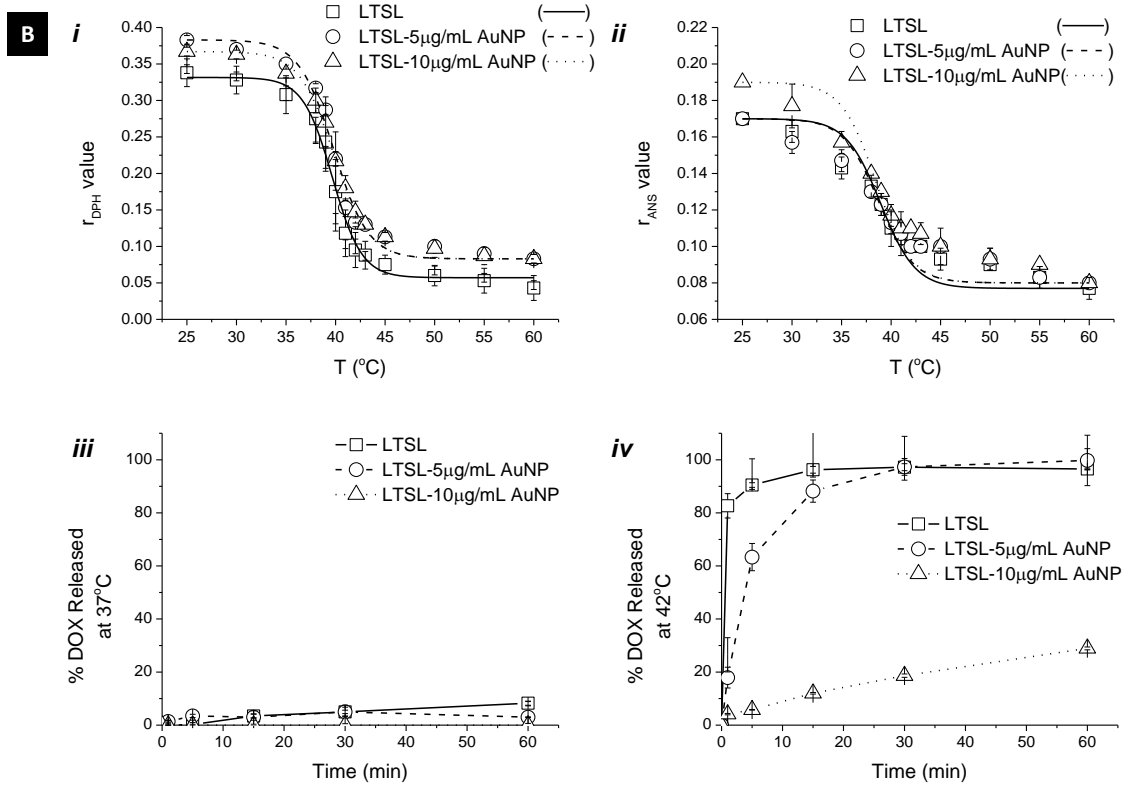 B
i
LTSL ( )
LTSL-5μg/mL AuNP ( )
LTSL-10μg/mL AuNP ( )
0.40
0.35
0.30
0.25
0.20
0.15
0.10
0.05
0.00
r_DPH value
25 30 35 40 45 50 55 60
T (°C)
ii
LTSL ( )
LTSL-5μg/mL AuNP ( )
LTSL-10μg/mL AuNP( )
0.22
0.20
0.18
0.16
0.14
0.12
0.10
0.08
0.06
r_ANS value
25 30 35 40 45 50 55 60
T (°C)
iii
LTSL
LTSL-5μg/mL AuNP
LTSL-10μg/mL AuNP
100
80
60
40
20
0
% DOX Released
at 37°C
0 10 20 30 40 50 60
Time (min)
iv
LTSL
LTSL-5μg/mL AuNP
LTSL-10μg/mL AuNP
100
80
60
40
20
0
% DOX Released
at 42°C
0 10 20 30 40 50 60
Time (min)